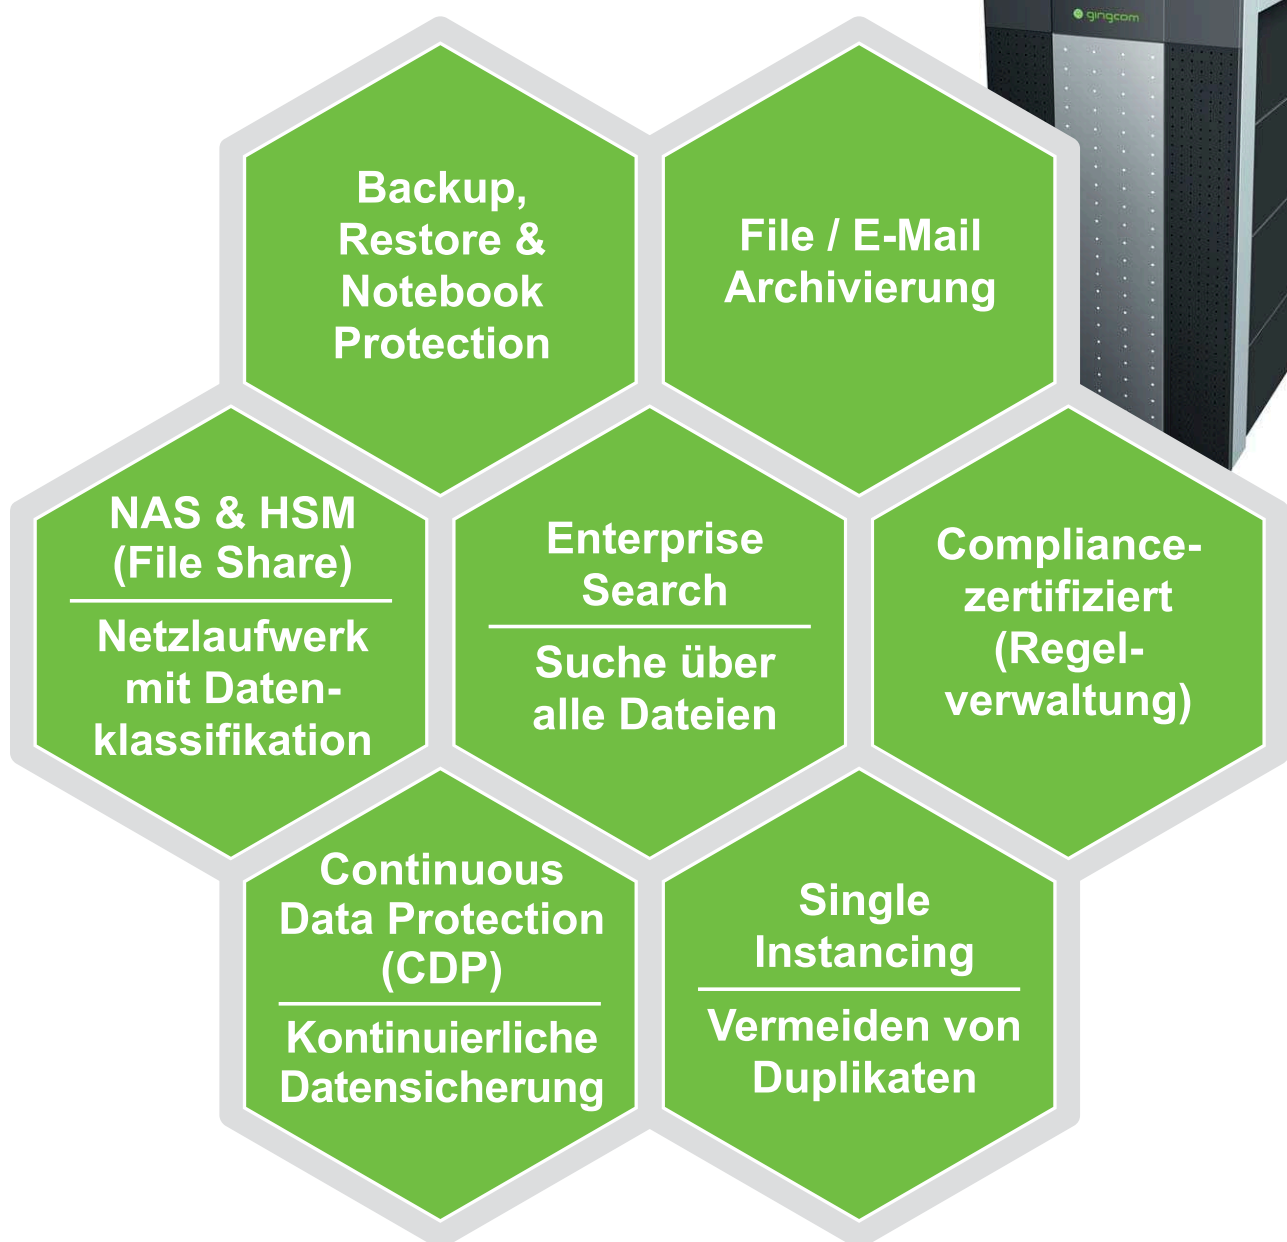 gingcom
Backup,
Restore &
Notebook
Protection
File / E-Mail
Archivierung
NAS & HSM
(File Share)
Netzlaufwerk
mit Daten-
klassifikation
Enterprise
Search
Suche über
alle Dateien
Compliance-
zertifiziert
(Regel-
verwaltung)
Continuous
Data Protection
(CDP)
Kontinuierliche
Datensicherung
Single
Instancing
Vermeiden von
Duplikaten